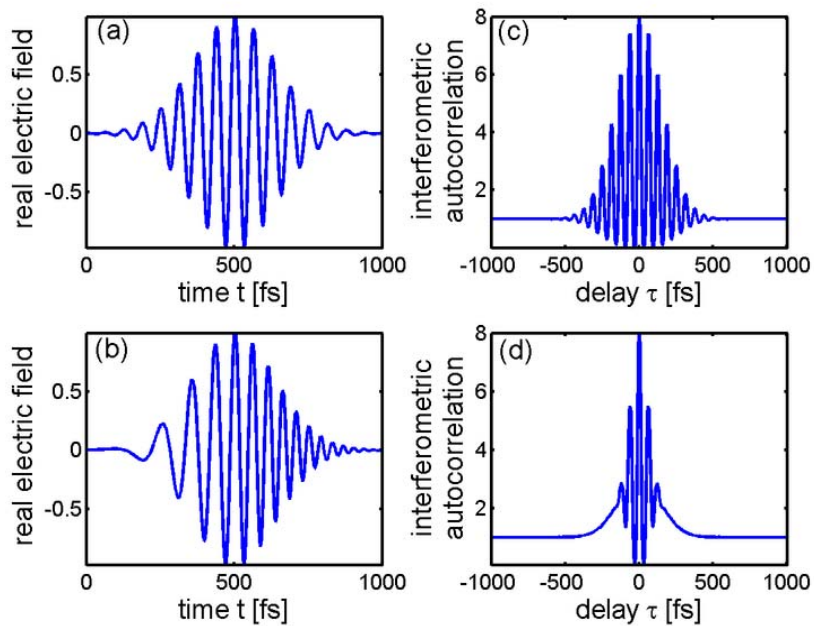 (a)
real electric field
0.5
0
-0.5
0
500
1000
time t [fs]
(c)
interferometric
autocorrelation
8
6
4
2
-1000
-500
0
500
1000
delay τ [fs]
(b)
real electric field
0.5
0
-0.5
0
500
1000
time t [fs]
(d)
interferometric
autocorrelation
8
6
4
2
-1000
-500
0
500
1000
delay τ [fs]